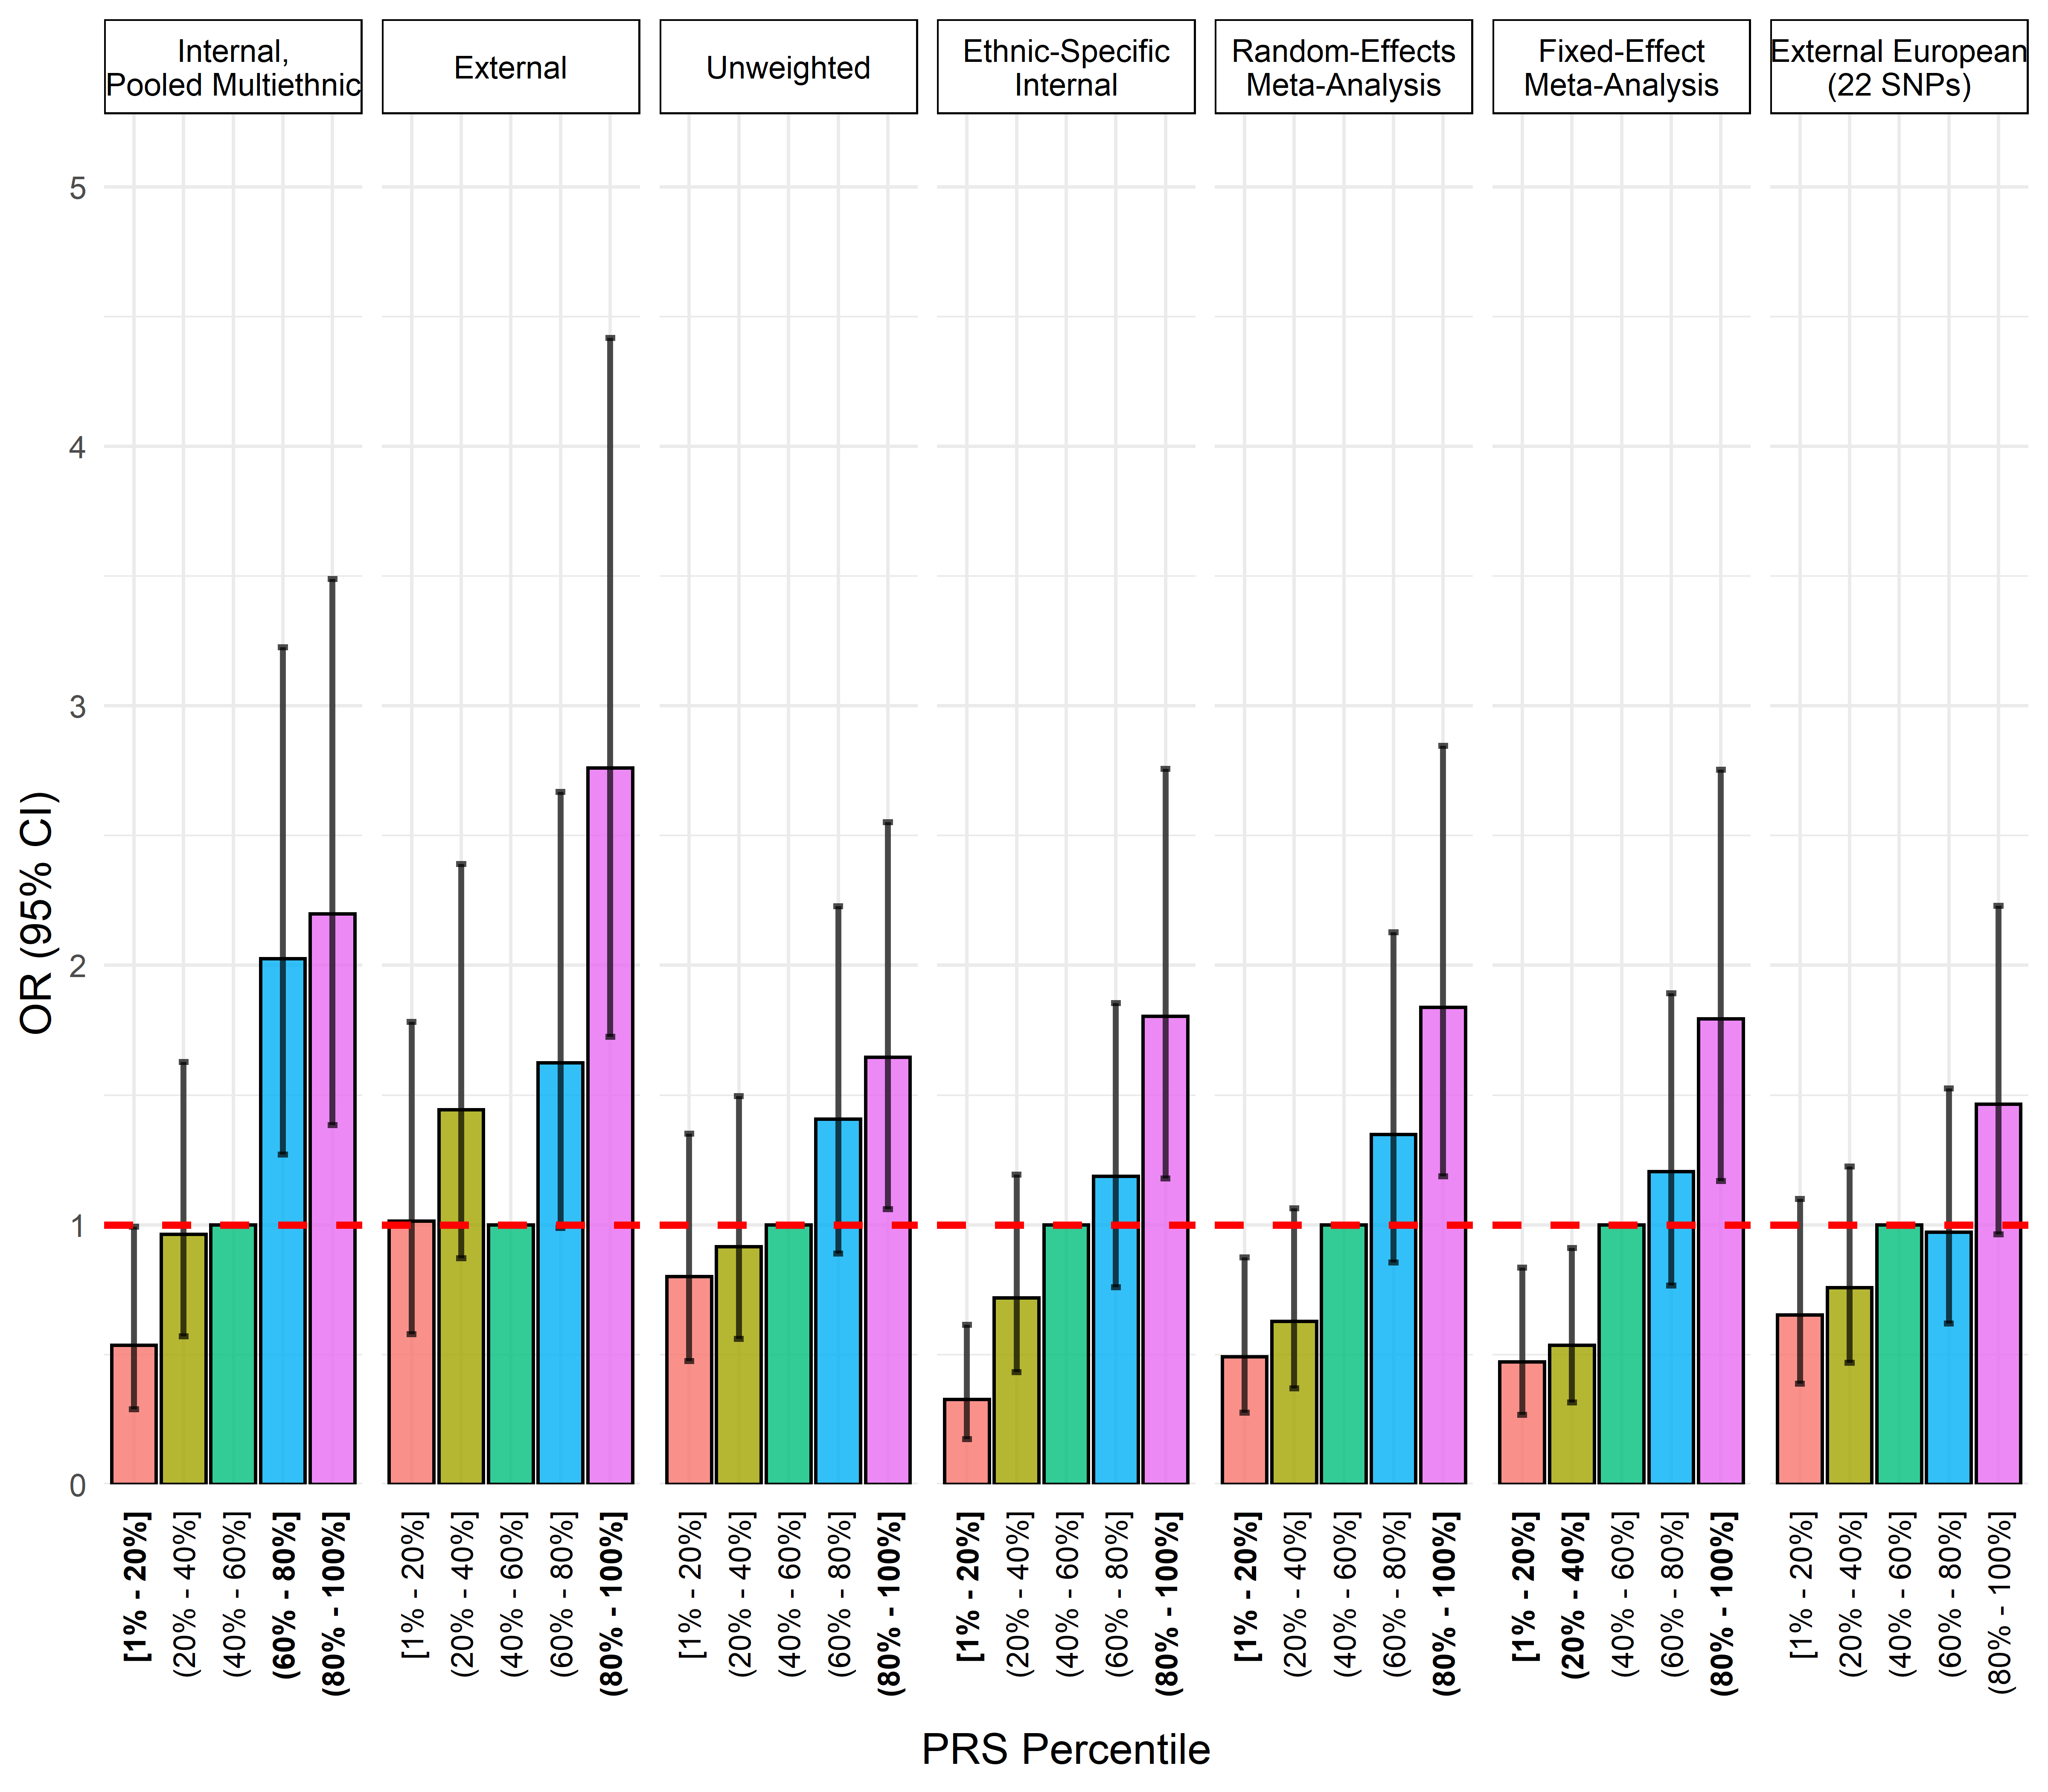 Internal,
Pooled Multiethnic
External
Unweighted
Ethnic-Specific
Internal
Random-Effects
Meta-Analysis
Fixed-Effect
Meta-Analysis
External European
(22 SNPs)
OR (95% CI)
5
4
3
2
1
0
[1% - 20%]
(20% - 40%]
(40% - 60%]
(60% - 80%]
(80% - 100%]
[1% - 20%]
(20% - 40%]
(40% - 60%]
(60% - 80%]
(80% - 100%]
[1% - 20%]
(20% - 40%]
(40% - 60%]
(60% - 80%]
(80% - 100%]
[1% - 20%]
(20% - 40%]
(40% - 60%]
(60% - 80%]
(80% - 100%]
[1% - 20%]
(20% - 40%]
(40% - 60%]
(60% - 80%]
(80% - 100%]
[1% - 20%]
(20% - 40%]
(40% - 60%]
(60% - 80%]
(80% - 100%]
[1% - 20%]
(20% - 40%]
(40% - 60%]
(60% - 80%]
(80% - 100%]
PRS Percentile